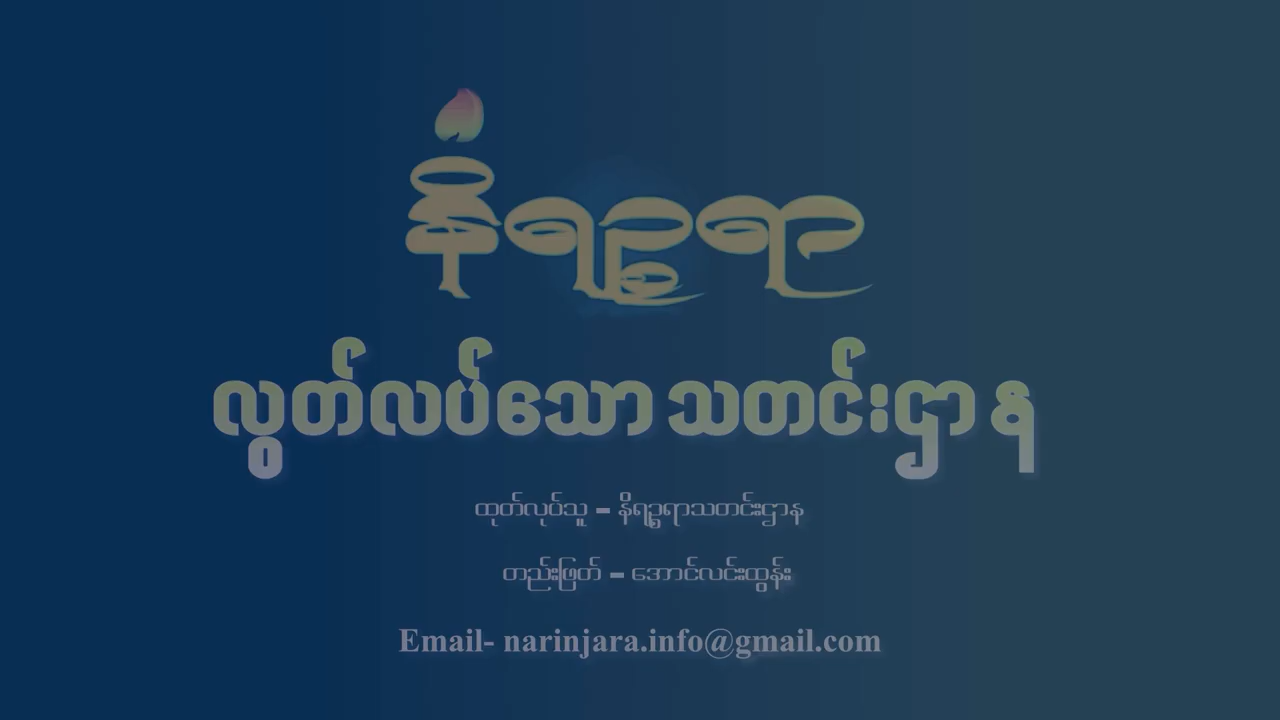 နိရဉ္စရာ
လွတ်လပ်သော သတင်းဌာန
ထုတ်လုပ်သူ – နိရဉ္စရာသတင်းဌာန
တည်းဖြတ် – အောင်လင်းထွန်း
Email- narinjara.info@gmail.com